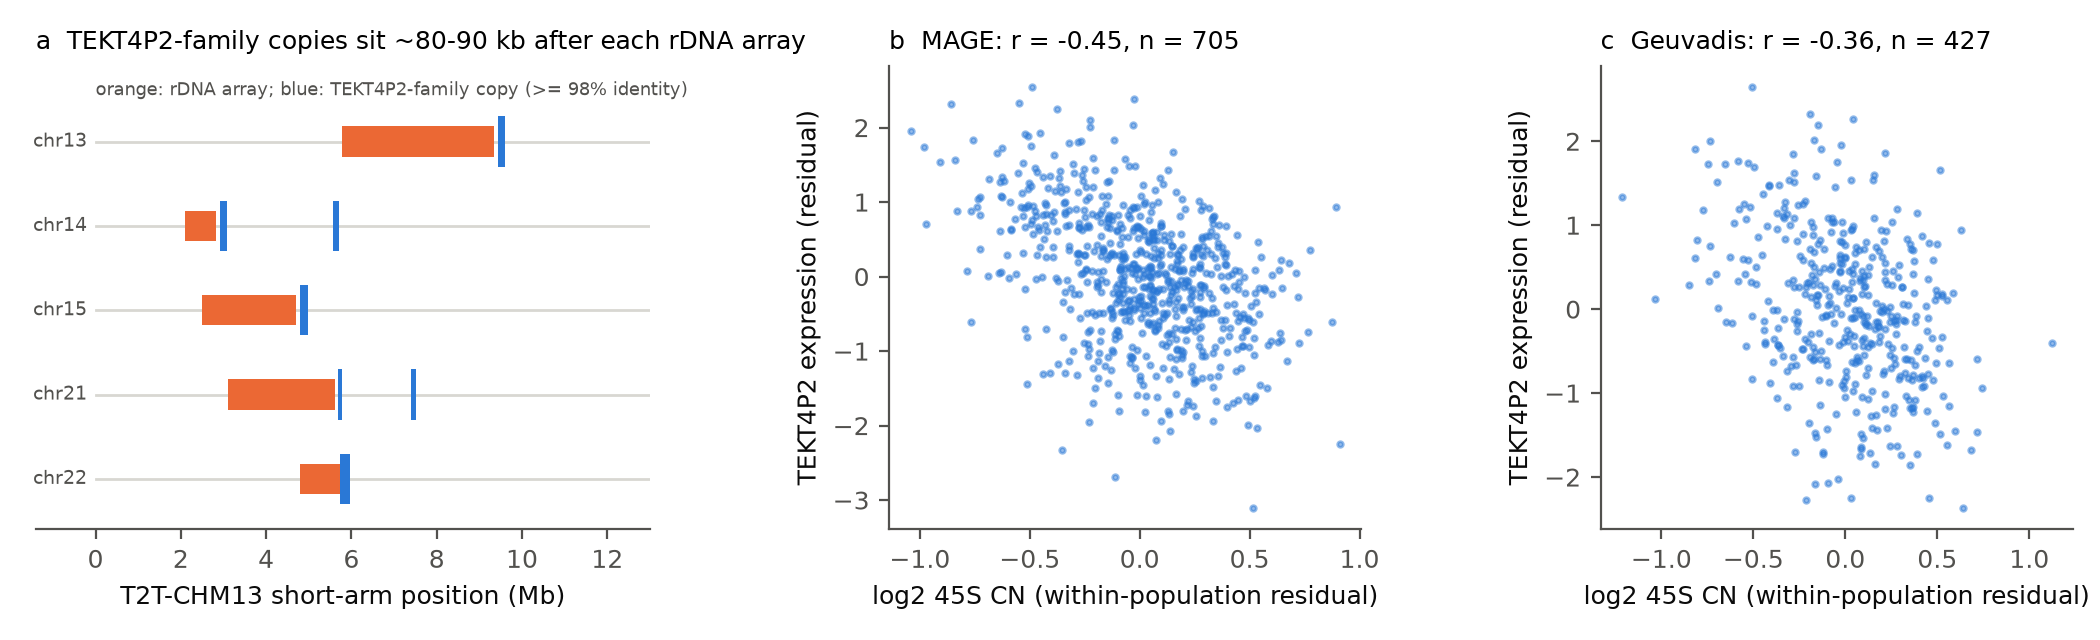 a  TEKT4P2-family copies sit ~80-90 kb after each rDNA array
orange: rDNA array; blue: TEKT4P2-family copy (>= 98% identity)
chr13
chr14
chr15
chr21
chr22
0 2 4 6 8 10 12
T2T-CHM13 short-arm position (Mb)
b  MAGE: r = -0.45, n = 705
TEKT4P2 expression (residual)
2
1
0
−1
−2
−3
−1.0 −0.5 0.0 0.5 1.0
log2 45S CN (within-population residual)
c  Geuvadis: r = -0.36, n = 427
TEKT4P2 expression (residual)
2
1
0
−1
−2
−1.0 −0.5 0.0 0.5 1.0
log2 45S CN (within-population residual)